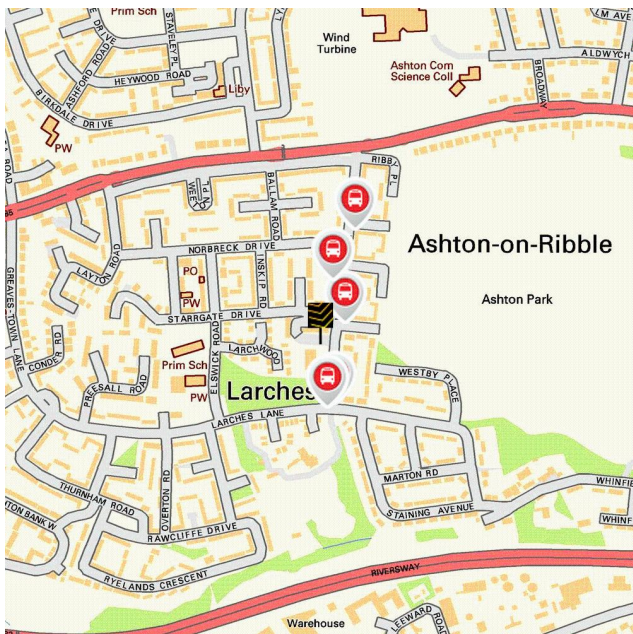 Prim Sch
STAVELEY PL
Wind
Turbine
ALDWYCH
ASHFORD ROAD
HEYWOOD ROAD
Ashton Com
Science Coll
BROADWAY
Liby
BIRKDALE DRIVE
PW
RIBBY
PL
BALLAM ROAD
NORBRECK DRIVE
Ashton-on-Ribble
LAYTON ROAD
PO
INSKIP RD
Ashton Park
PW
STARRGATE DRIVE
GREAVES-TOWN LANE
CONDER RD
Prim Sch
ELSWICK ROAD
LARCHWOOD
PREESALL ROAD
PW
Larches
WESTBY PLACE
LARCHES LANE
MARTON RD
THURNHAM ROAD
OVERTON RD
STAINING AVENUE
WHINFI
RAWCLIFFE DRIVE
WHINF
RYELANDS CRESCENT
RIVERSWAY
Warehouse
LEEWARD ROAD